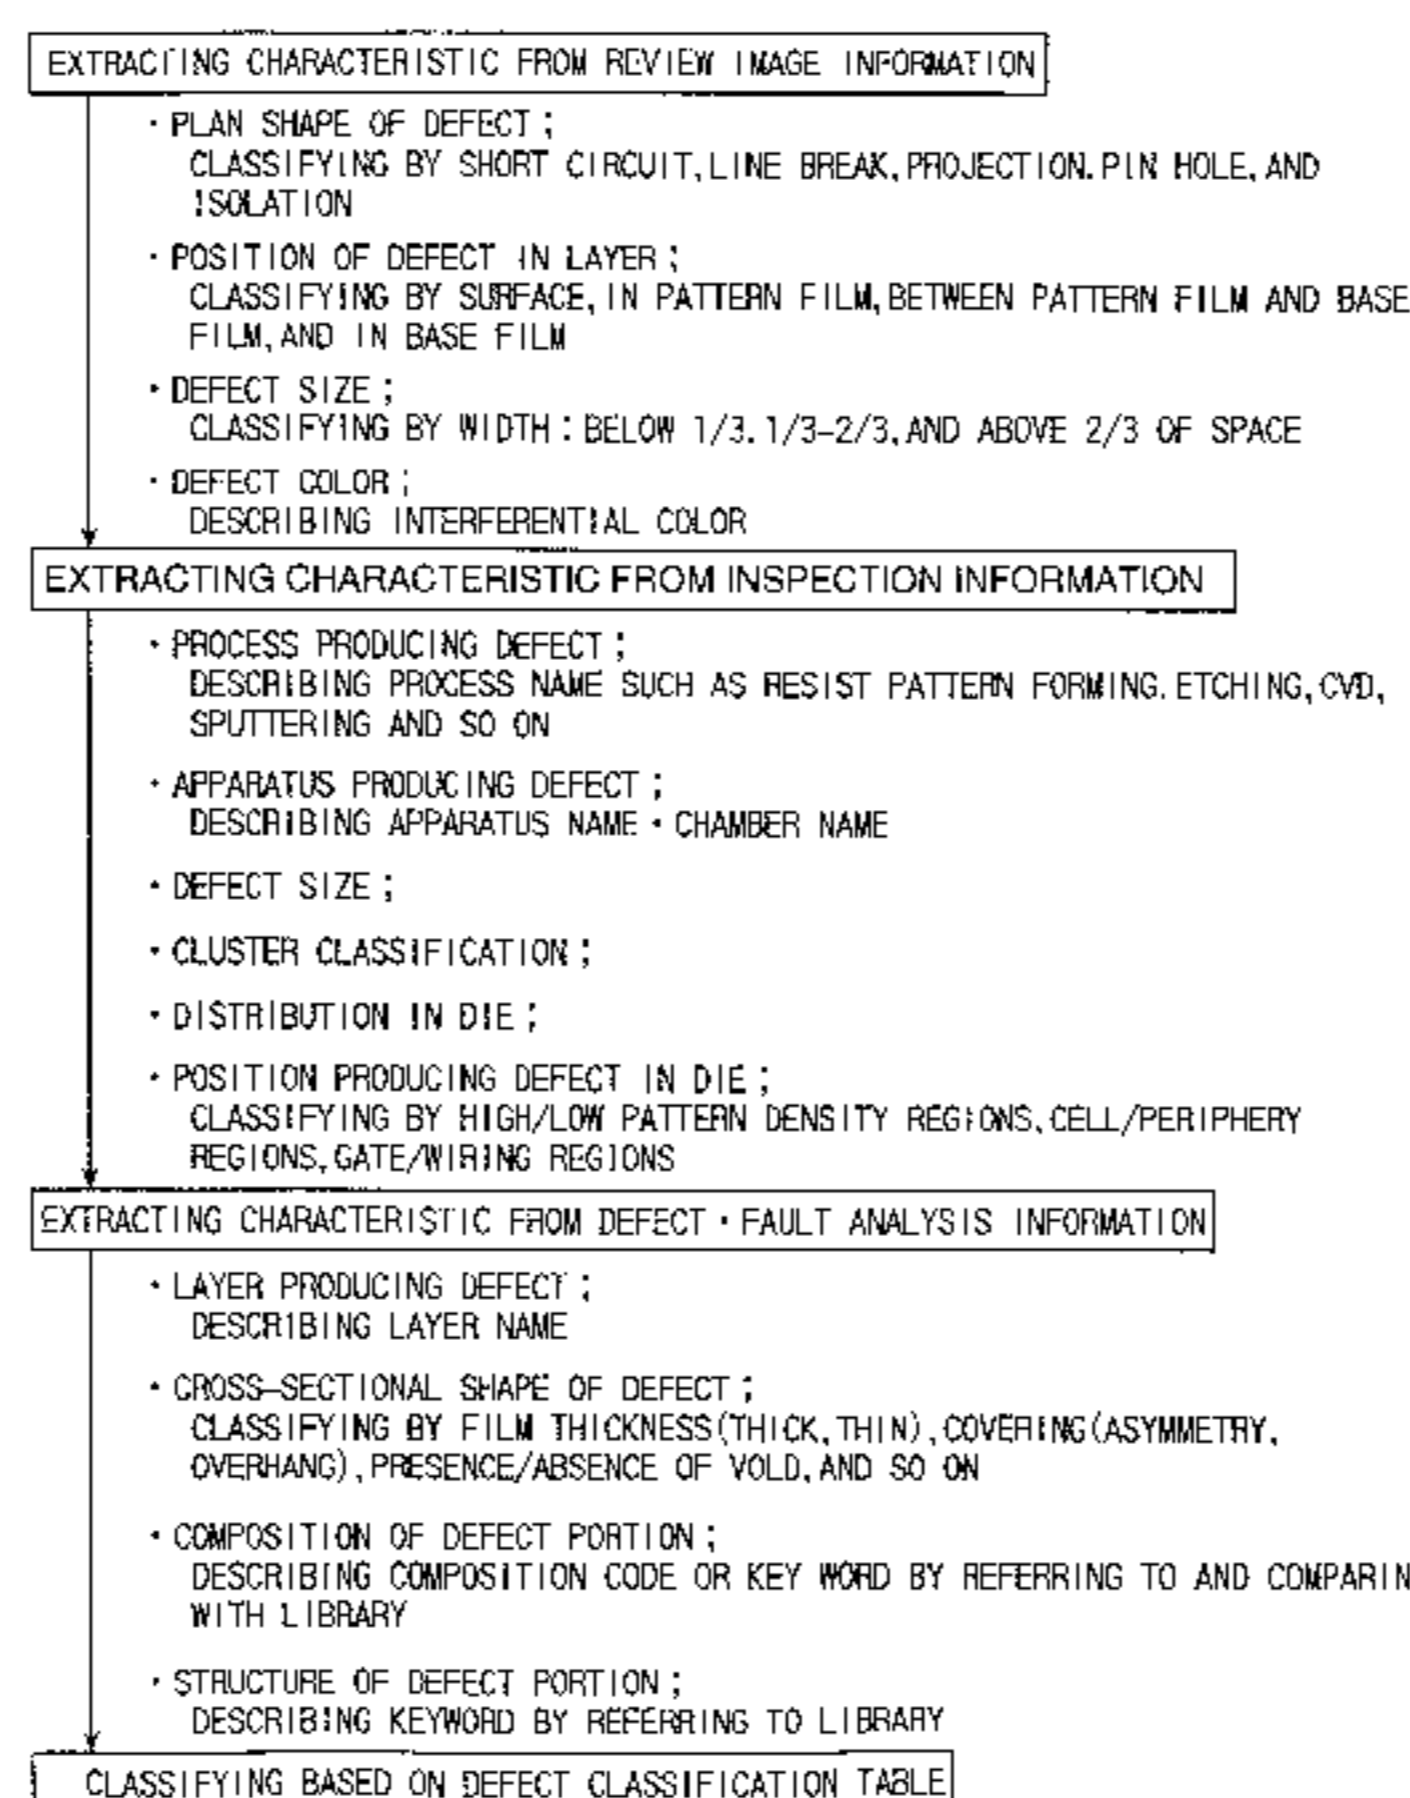 EXTRACTING CHARACTERISTIC FROM REVIEW IMAGE INFORMATION
· PLAN SHAPE OF DEFECT;
CLASSIFYING BY SHORT CIRCUIT, LINE BREAK, PROJECTION. PIN HOLE, AND
ISOLATION
· POSITION OF DEFECT IN LAYER;
CLASSIFYING BY SURFACE, IN PATTERN FILM, BETWEEN PATTERN FILM AND BASE
FILM, AND IN BASE FILM
· DEFECT SIZE;
CLASSIFYING BY WIDTH : BELOW 1/3. 1/3-2/3, AND ABOVE 2/3 OF SPACE
· DEFECT COLOR;
DESCRIBING INTERFERENTIAL COLOR
EXTRACTING CHARACTERISTIC FROM INSPECTION INFORMATION
· PROCESS PRODUCING DEFECT;
DESCRIBING PROCESS NAME SUCH AS RESIST PATTERN FORMING. ETCHING, CVD,
SPUTTERING AND SO ON
· APPARATUS PRODUCING DEFECT;
DESCRIBING APPARATUS NAME · CHAMBER NAME
· DEFECT SIZE;
· CLUSTER CLASSIFICATION;
· DISTRIBUTION IN DIE;
· POSITION PRODUCING DEFECT IN DIE;
CLASSIFYING BY HIGH/LOW PATTERN DENSITY REGIONS, CELL/PERIPHERY
REGIONS, GATE/WIRING REGIONS
EXTRACTING CHARACTERISTIC FROM DEFECT · FAULT ANALYSIS INFORMATION
· LAYER PRODUCING DEFECT;
DESCRIBING LAYER NAME
· CROSS-SECTIONAL SHAPE OF DEFECT;
CLASSIFYING BY FILM THICKNESS(THICK, THIN), COVERING(ASYMMETRY,
OVERHANG), PRESENCE/ABSENCE OF VOLD, AND SO ON
· COMPOSITION OF DEFECT PORTION;
DESCRIBING COMPOSITION CODE OR KEY WORD BY REFERRING TO AND COMPARIN
WITH LIBRARY
· STRUCTURE OF DEFECT PORTION;
DESCRIBING KEYWORD BY REFERRING TO LIBRARY
CLASSIFYING BASED ON DEFECT CLASSIFICATION TABLE